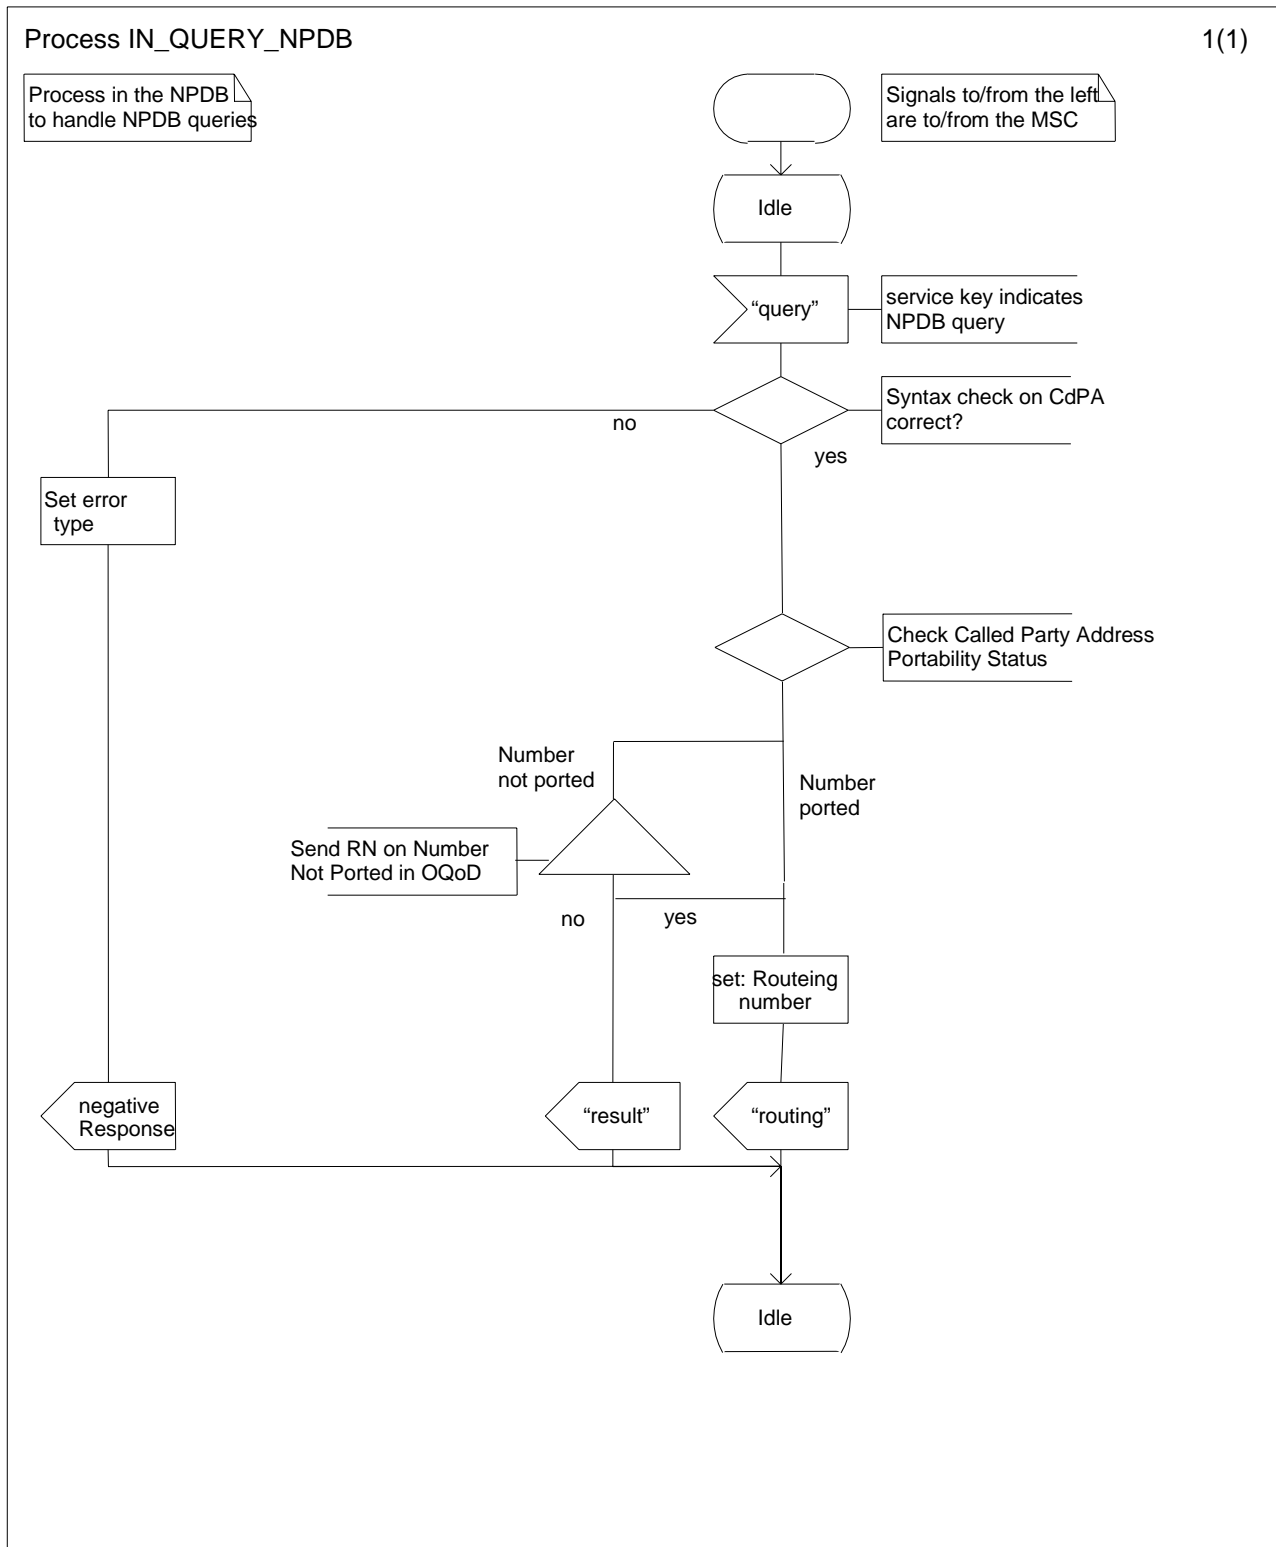 Process IN_QUERY_NPDB
1(1)
Process in the NPDB
to handle NPDB queries
Signals to/from the left
are to/from the MSC
Idle
“query”
service key indicates
NPDB query
Syntax check on CdPA
correct?
no
yes
Set error
type
Check Called Party Address
Portability Status
Number
not ported
Number
ported
Send RN on Number
Not Ported in OQoD
no
yes
set: Routeing
number
negative
Response
“result”
“routing”
Idle